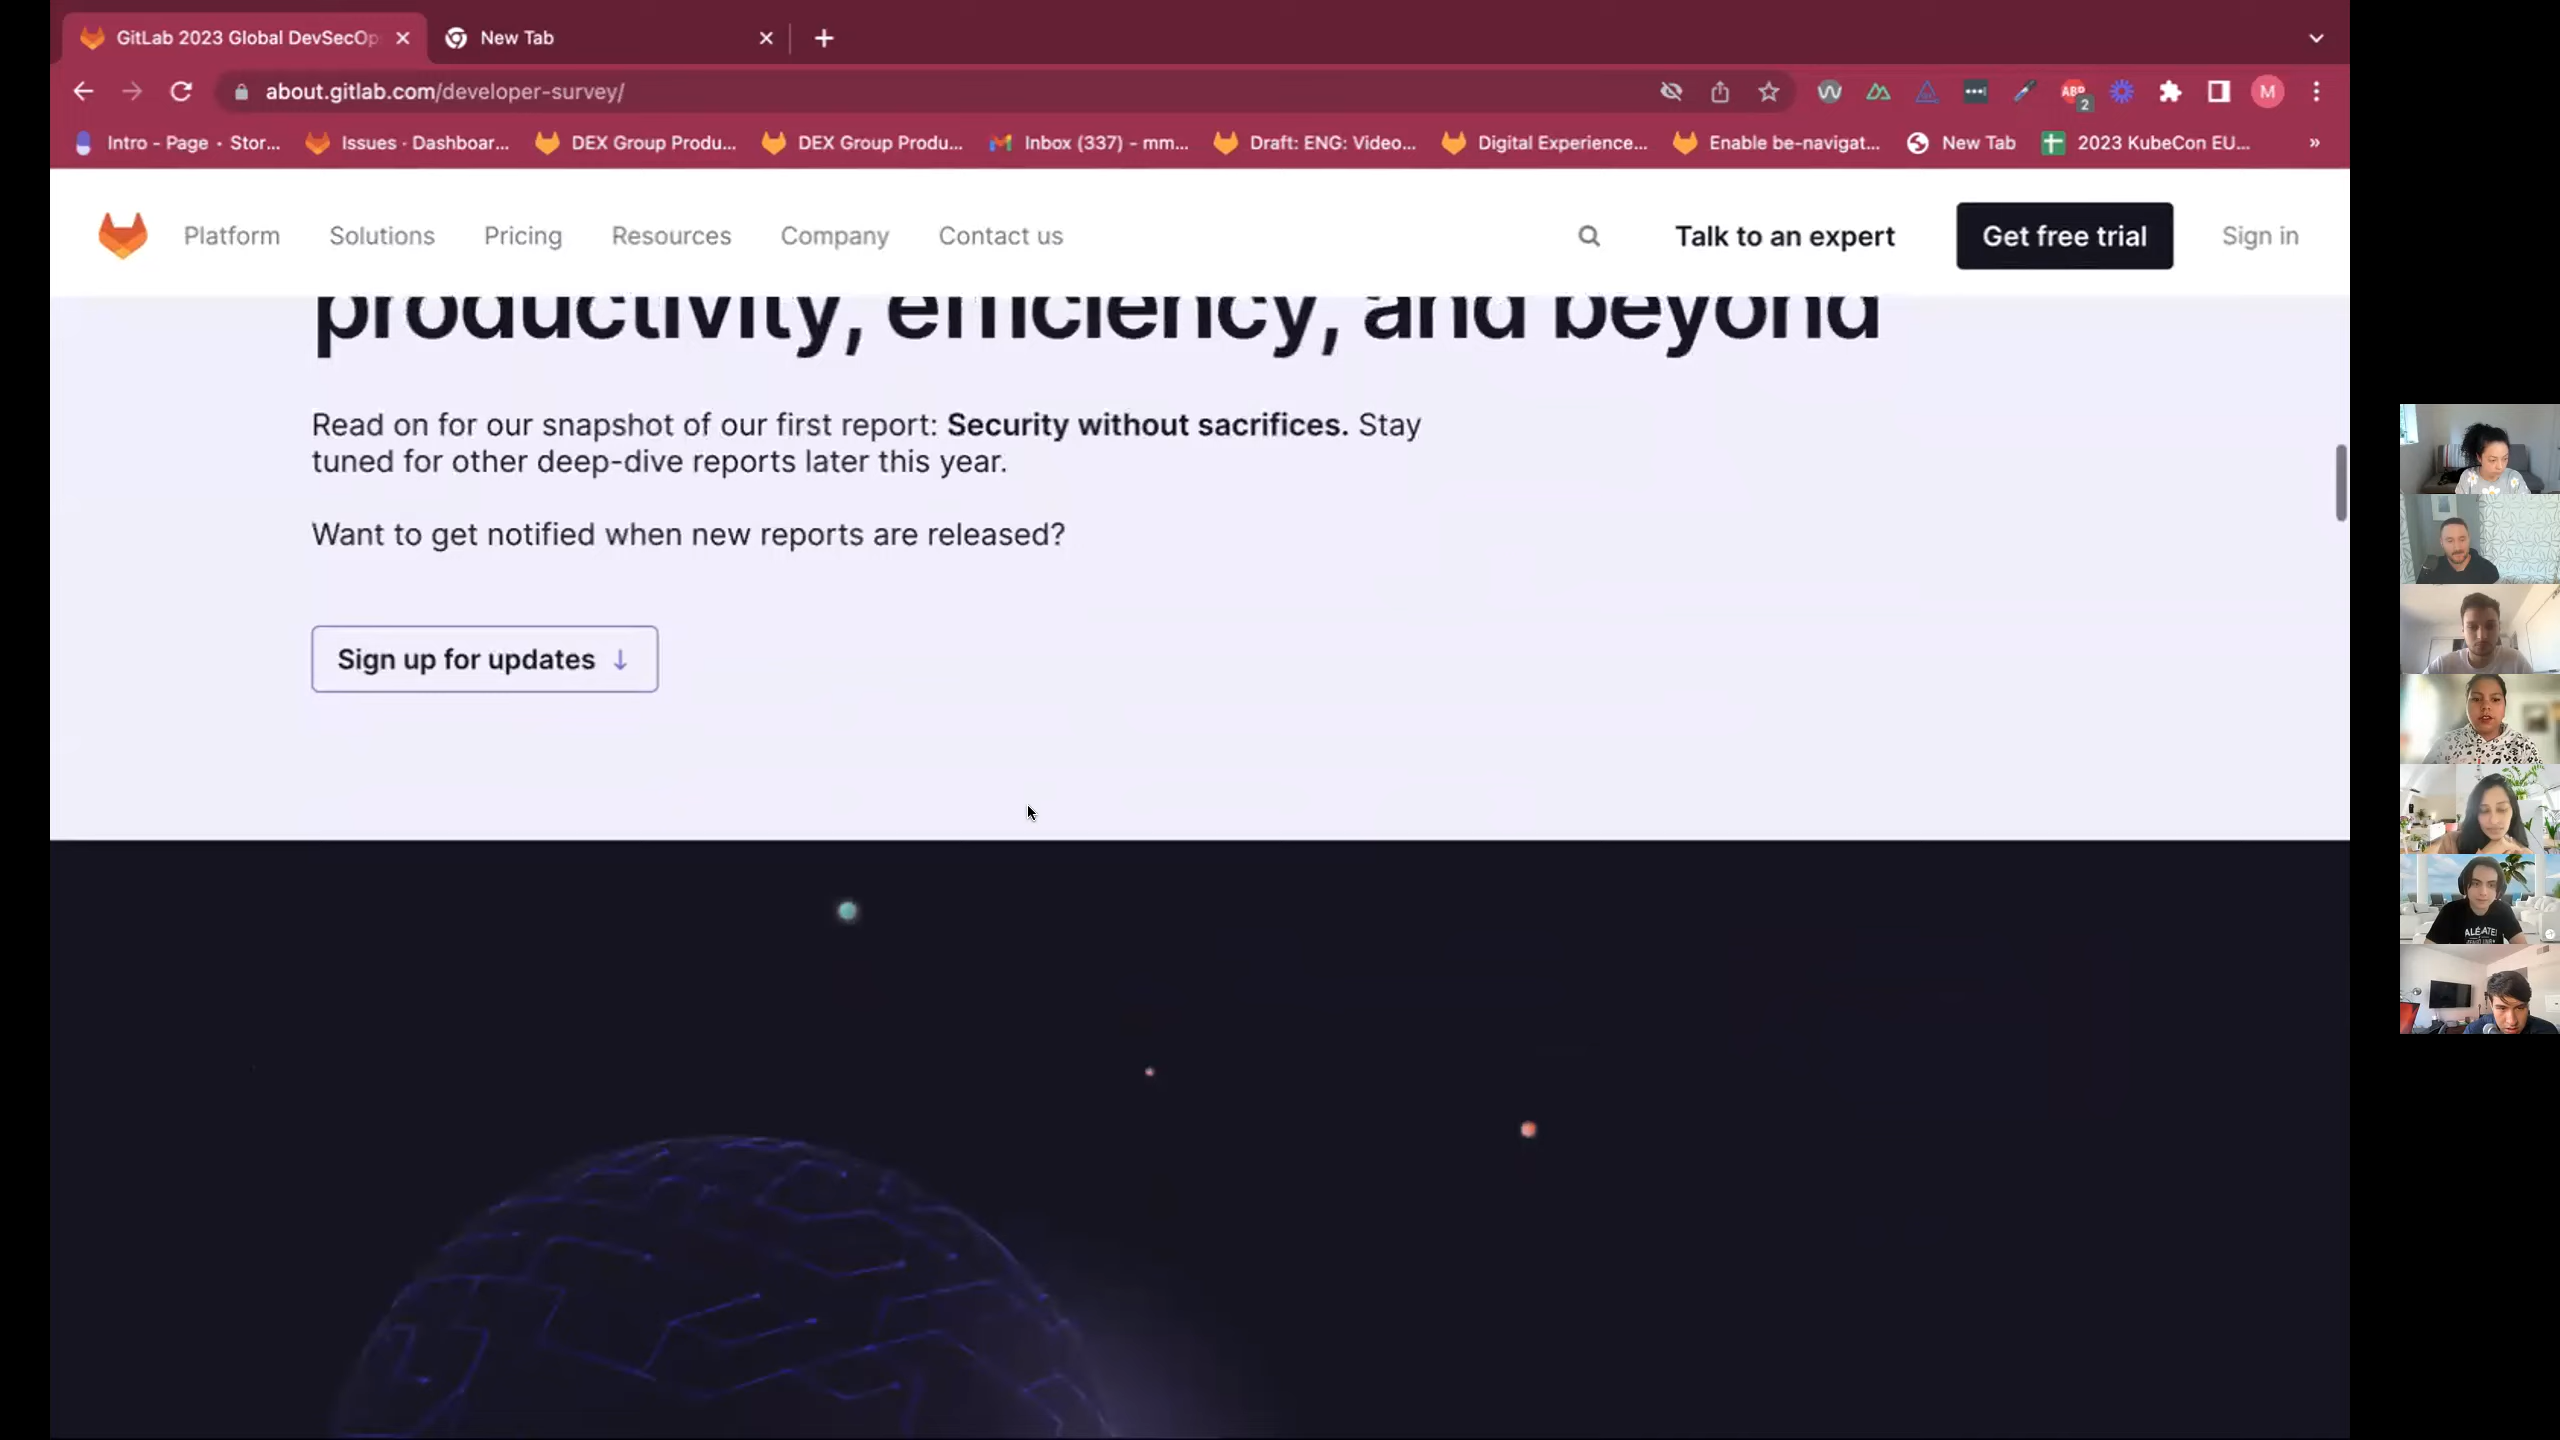 GitLab 2023 Global DevSecOp
New Tab
about.gitlab.com/developer-survey/
ABP
2
M
Intro - Page · Stor...
Issues · Dashboar...
DEX Group Produ...
DEX Group Produ...
Inbox (337) - mm...
Draft: ENG: Video...
Digital Experience...
Enable be-navigat...
New Tab
2023 KubeCon EU...
»
Platform
Solutions
Pricing
Resources
Company
Contact us
Talk to an expert
Get free trial
Sign in
productivity, efficiency, and beyond
Read on for our snapshot of our first report: Security without sacrifices. Stay
tuned for other deep-dive reports later this year.
Want to get notified when new reports are released?
Sign up for updates ↓